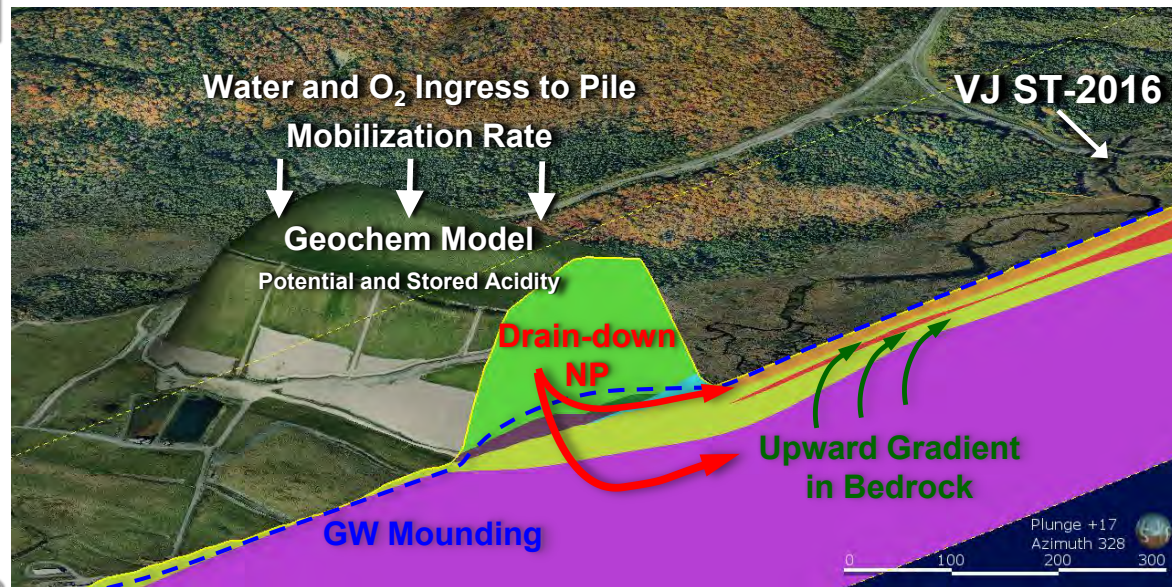 Water and O₂ Ingress to Pile
Mobilization Rate
VJ ST-2016
Geochem Model
Potential and Stored Acidity
Drain-down
NP
Upward Gradient
in Bedrock
GW Mounding
Plunge +17
Azimuth 328
0 100 200 300